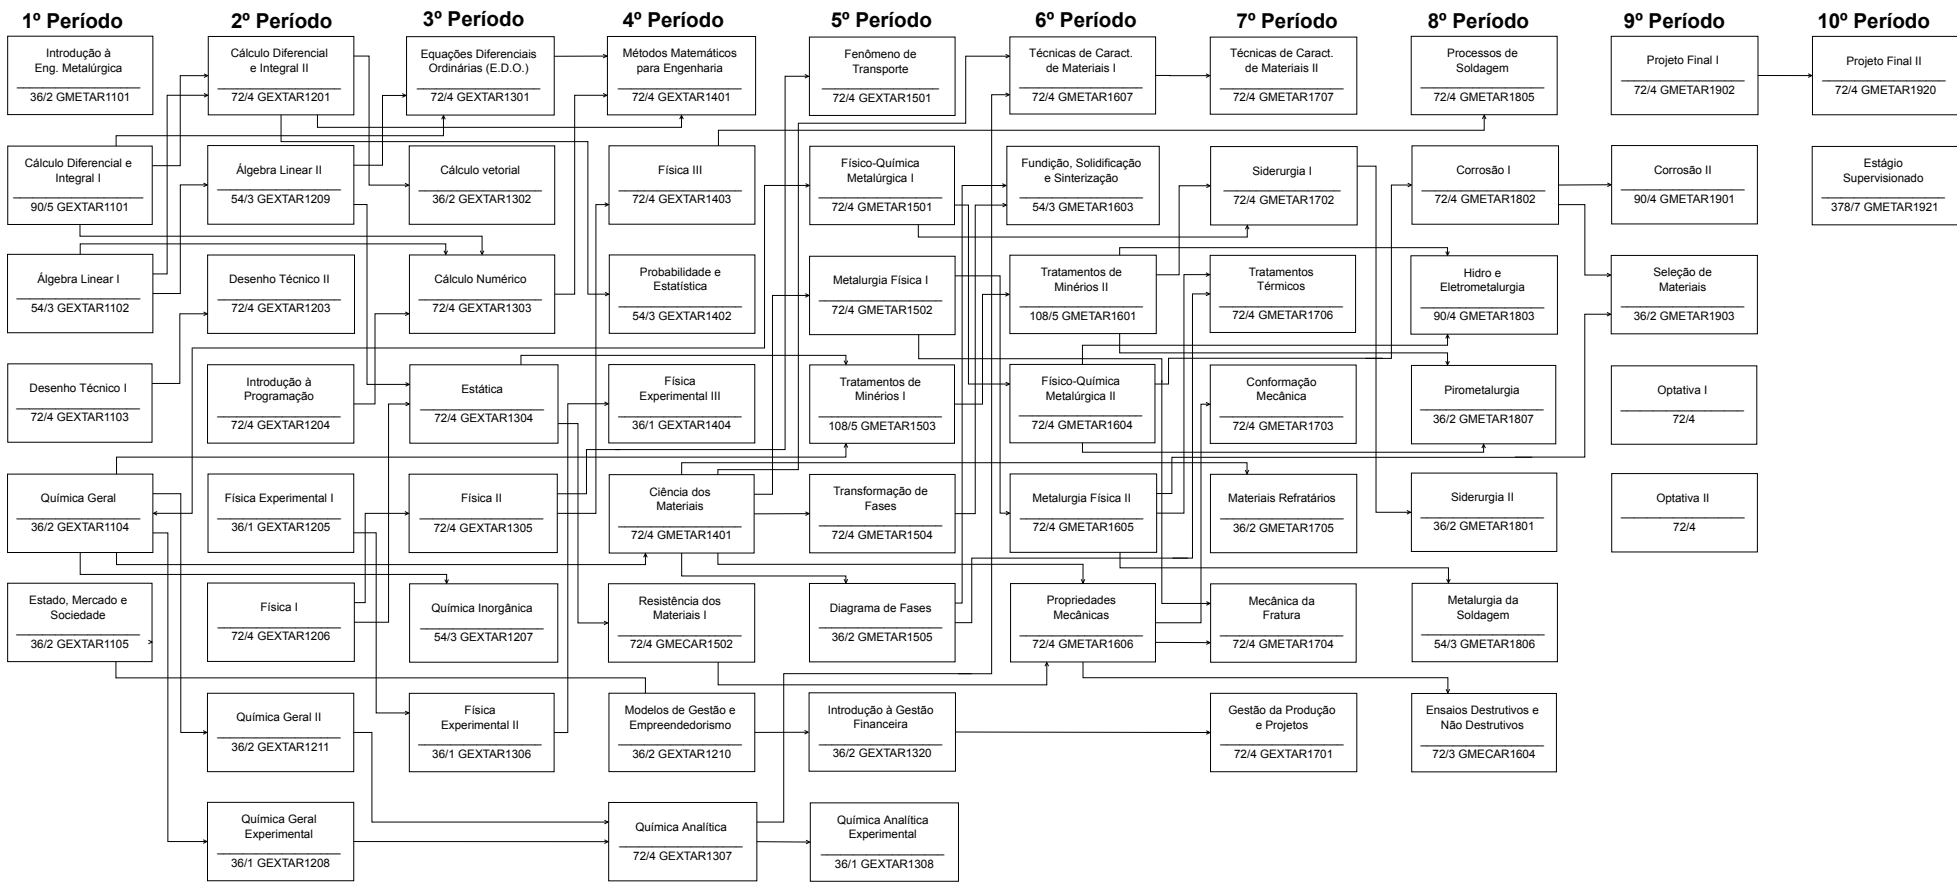 1º Período
2º Período
3º Período
4º Período
5º Período
6º Período
7º Período
8º Período
9º Período
10º Período
Introdução à
Eng. Metalúrgica
36/2 GMETAR1101
Cálculo Diferencial
e Integral II
72/4 GEXTAR1201
Equações Diferenciais
Ordinárias (E.D.O.)
72/4 GEXTAR1301
Métodos Matemáticos
para Engenharia
72/4 GEXTAR1401
Fenômeno de
Transporte
72/4 GEXTAR1501
Técnicas de Caract.
de Materiais I
72/4 GMETAR1607
Técnicas de Caract.
de Materiais II
72/4 GMETAR1707
Processos de
Soldagem
72/4 GMETAR1805
Projeto Final I
72/4 GMETAR1902
Projeto Final II
72/4 GMETAR1920
Cálculo Diferencial e
Integral I
90/5 GEXTAR1101
Álgebra Linear II
54/3 GEXTAR1209
Cálculo vetorial
36/2 GEXTAR1302
Física III
72/4 GEXTAR1403
Físico-Química
Metalúrgica I
72/4 GMETAR1501
Fundição, Solidificação
e Sinterização
54/3 GMETAR1603
Siderurgia I
72/4 GMETAR1702
Corrosão I
72/4 GMETAR1802
Corrosão II
90/4 GMETAR1901
Estágio
Supervisionado
378/7 GMETAR1921
Álgebra Linear I
54/3 GEXTAR1102
Desenho Técnico II
72/4 GEXTAR1203
Cálculo Numérico
72/4 GEXTAR1303
Probabilidade e
Estatística
54/3 GEXTAR1402
Metalurgia Física I
72/4 GMETAR1502
Tratamentos de
Minérios II
108/5 GMETAR1601
Tratamentos
Térmicos
72/4 GMETAR1706
Hidro e
Eletrometalurgia
90/4 GMETAR1803
Seleção de
Materiais
36/2 GMETAR1903
Desenho Técnico I
72/4 GEXTAR1103
Introdução à
Programação
72/4 GEXTAR1204
Estática
72/4 GEXTAR1304
Física
Experimental III
36/1 GEXTAR1404
Tratamentos de
Minérios I
108/5 GMETAR1503
Físico-Química
Metalúrgica II
72/4 GMETAR1604
Conformação
Mecânica
72/4 GMETAR1703
Pirometalurgia
36/2 GMETAR1807
Optativa I
72/4
Química Geral
36/2 GEXTAR1104
Física Experimental I
36/1 GEXTAR1205
Física II
72/4 GEXTAR1305
Ciência dos
Materiais
72/4 GMETAR1401
Transformação de
Fases
72/4 GMETAR1504
Metalurgia Física II
72/4 GMETAR1605
Materiais Refratários
36/2 GMETAR1705
Siderurgia II
36/2 GMETAR1801
Optativa II
72/4
Estado, Mercado e
Sociedade
36/2 GEXTAR1105
Física I
72/4 GEXTAR1206
Química Inorgânica
54/3 GEXTAR1207
Resistência dos
Materiais I
72/4 GMECAR1502
Diagrama de Fases
36/2 GMETAR1505
Propriedades
Mecânicas
72/4 GMETAR1606
Mecânica da
Fratura
72/4 GMETAR1704
Metalurgia da
Soldagem
54/3 GMETAR1806
Química Geral II
36/2 GEXTAR1211
Física
Experimental II
36/1 GEXTAR1306
Modelos de Gestão e
Empreendedorismo
36/2 GEXTAR1210
Introdução à Gestão
Financeira
36/2 GEXTAR1320
Gestão da Produção
e Projetos
72/4 GEXTAR1701
Ensaios Destrutivos e
Não Destrutivos
72/3 GMECAR1604
Química Geral
Experimental
36/1 GEXTAR1208
Química Analítica
72/4 GEXTAR1307
Química Analítica
Experimental
36/1 GEXTAR1308